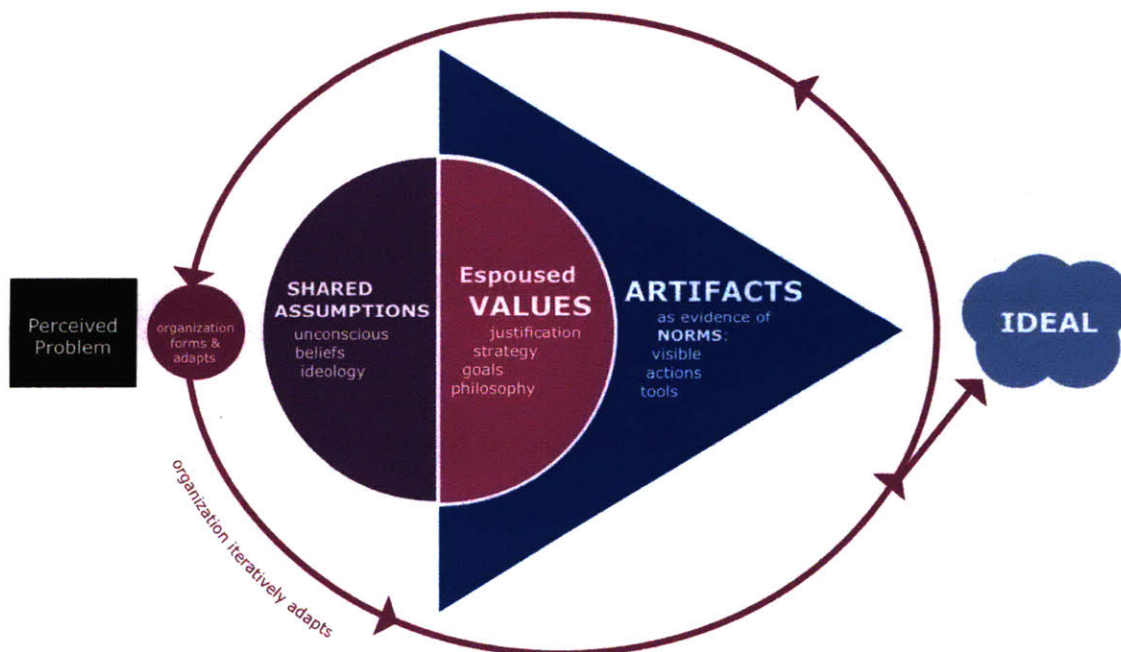 Perceived
Problem
organization
forms &
adapts
SHARED
ASSUMPTIONS
unconscious
beliefs
ideology
Espoused
VALUES
justification
strategy
goals
philosophy
ARTIFACTS
as evidence of
NORMS:
visible
actions
tools
IDEAL
organization iteratively adapts